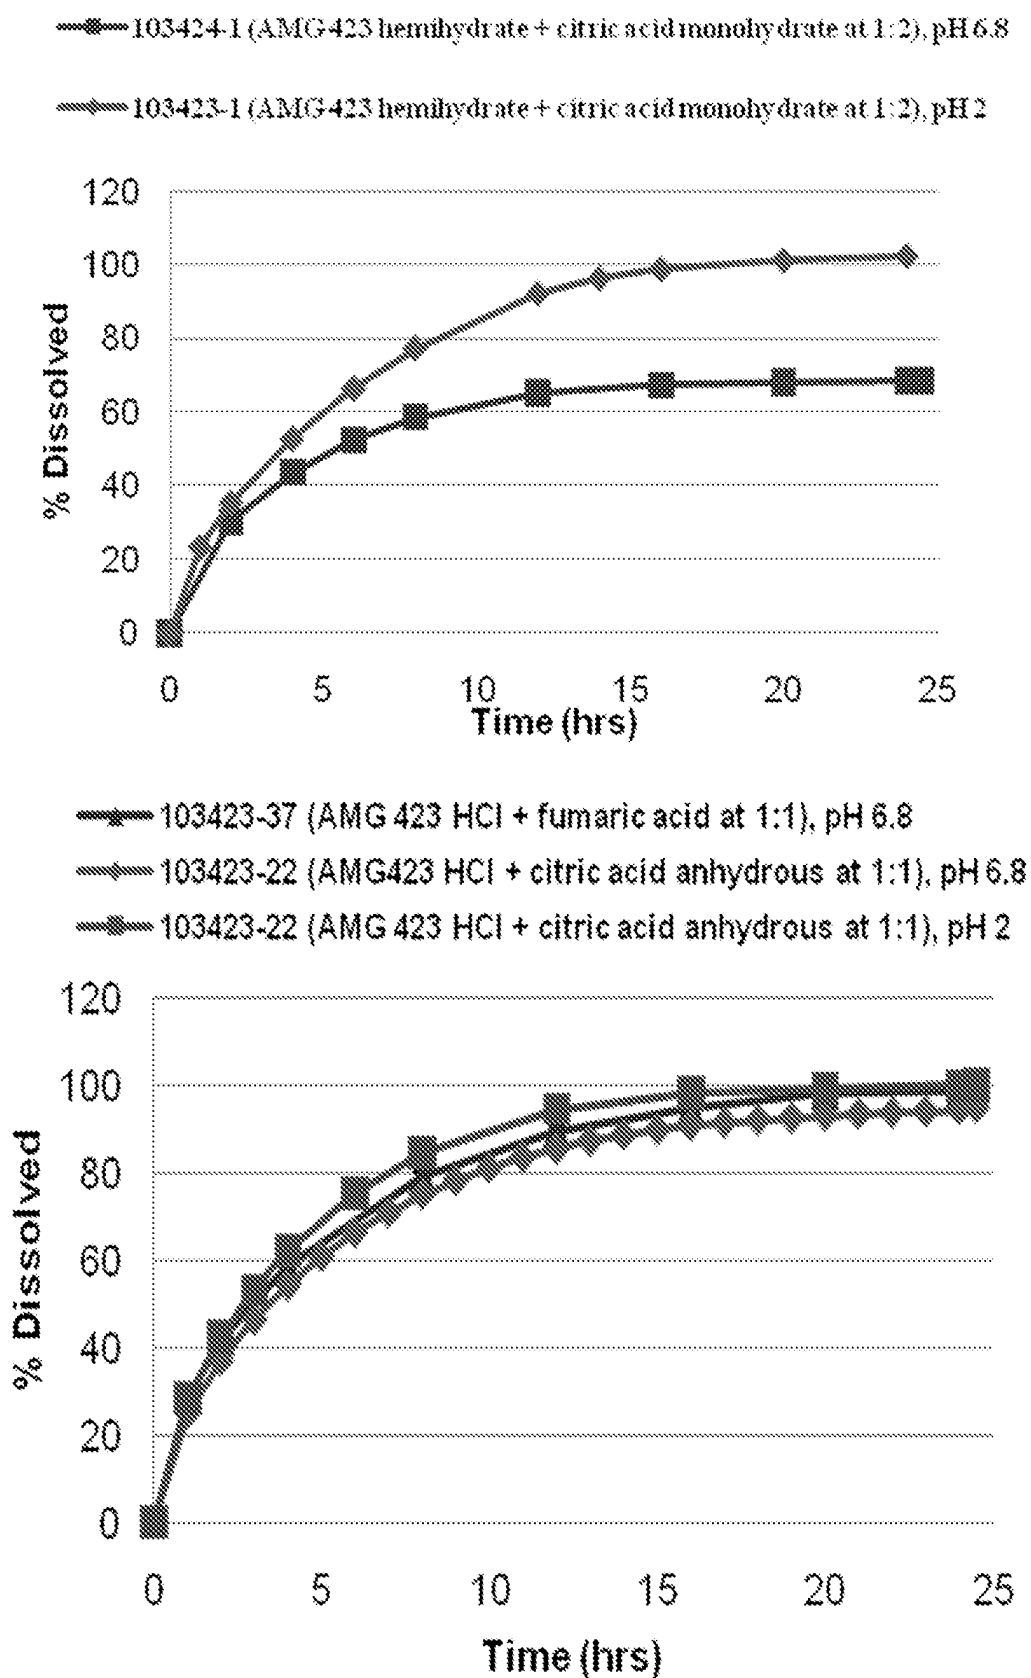 103424-1 (AMG 423 hemihydrate + citric acid monohydrate at 1:2), pH 6.8
103423-1 (AMG 423 hemihydrate + citric acid monohydrate at 1:2), pH 2
120
100
80
60
40
20
0
% Dissolved
0 5 10 15 20 25
Time (hrs)
103423-37 (AMG 423 HCl + fumaric acid at 1:1), pH 6.8
103423-22 (AMG423 HCl + citric acid anhydrous at 1:1), pH 6.8
103423-22 (AMG 423 HCl + citric acid anhydrous at 1:1), pH 2
120
100
80
60
40
20
0
% Dissolved
0 5 10 15 20 25
Time (hrs)